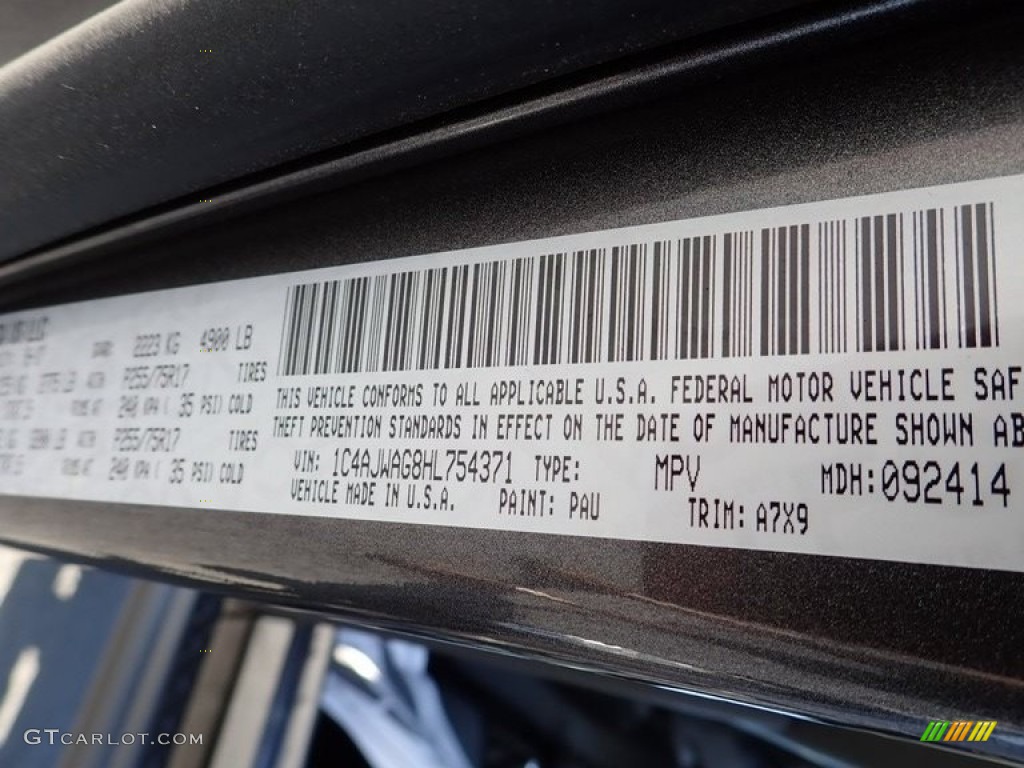 2223 KG 4900 LB
P255/75R17 TIRES
240 KPA ( 35 PSI) COLD
P255/75R17 TIRES
240 KPA ( 35 PSI) COLD
THIS VEHICLE CONFORMS TO ALL APPLICABLE U.S.A. FEDERAL MOTOR VEHICLE SAF
THEFT PREVENTION STANDARDS IN EFFECT ON THE DATE OF MANUFACTURE SHOWN AB
VIN: 1C4AJWAG8HL754371 TYPE: MPV MDH:092414
VEHICLE MADE IN U.S.A. PAINT: PAU TRIM: A7X9
GTCARLOT.COM